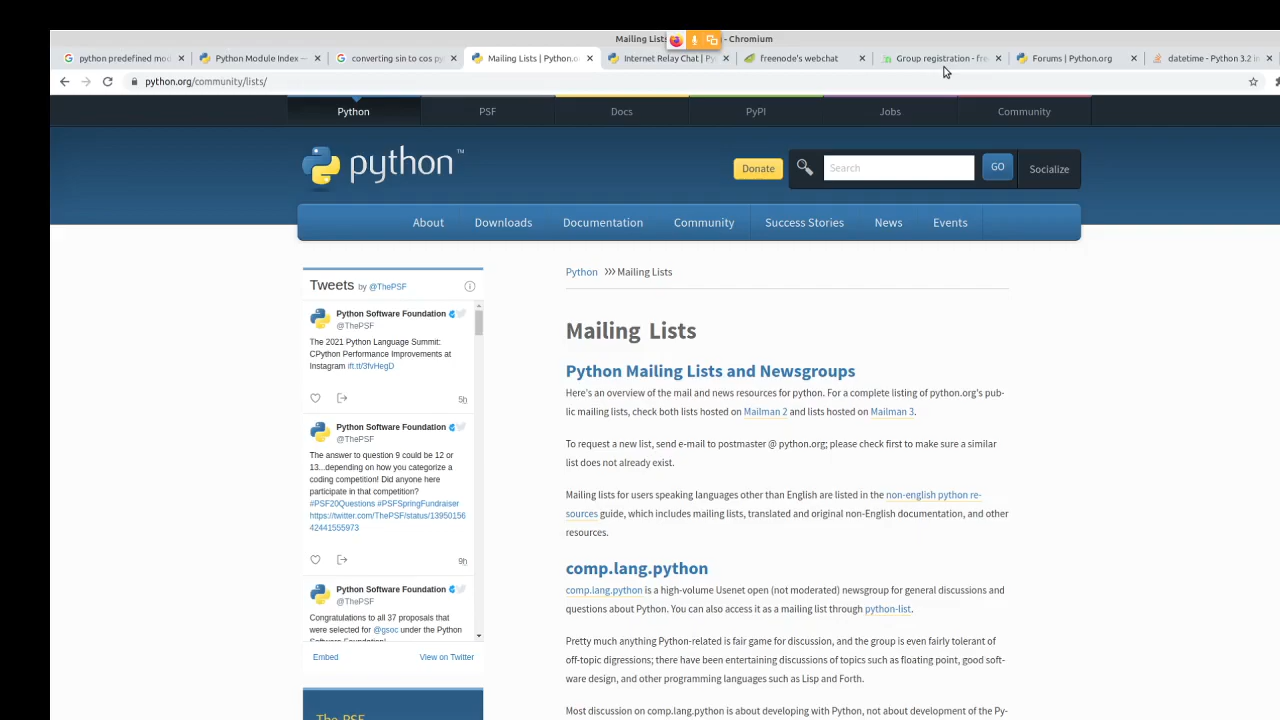 Mailing Lists
- Chromium
python predefined mod
Python Module Index —
converting sin to cos py
Mailing Lists | Python.o
Internet Relay Chat | Py
freenode's webchat
Group registration - fre
Forums | Python.org
datetime - Python 3.2 in
python.org/community/lists/
Python
PSF
Docs
PyPI
Jobs
Community
python™
Donate
Search
GO
Socialize
About
Downloads
Documentation
Community
Success Stories
News
Events
Tweets by @ThePSF
Python Software Foundation
@ThePSF
The 2021 Python Language Summit:
CPython Performance Improvements at
Instagram ift.tt/3fvHegD
5h
Python Software Foundation
@ThePSF
The answer to question 9 could be 12 or
13...depending on how you categorize a
coding competition! Did anyone here
participate in that competition?
#PSF20Questions #PSFSpringFundraiser
https://twitter.com/ThePSF/status/13950156
42441555973
9h
Python Software Foundation
@ThePSF
Congratulations to all 37 proposals that
were selected for @gsoc under the Python
Embed
View on Twitter
The PSF
Python >>> Mailing Lists
Mailing Lists
Python Mailing Lists and Newsgroups
Here's an overview of the mail and news resources for python. For a complete listing of python.org's pub-
lic mailing lists, check both lists hosted on Mailman 2 and lists hosted on Mailman 3.
To request a new list, send e-mail to postmaster @ python.org; please check first to make sure a similar
list does not already exist.
Mailing lists for users speaking languages other than English are listed in the non-english python re-
sources guide, which includes mailing lists, translated and original non-English documentation, and other
resources.
comp.lang.python
comp.lang.python is a high-volume Usenet open (not moderated) newsgroup for general discussions and
questions about Python. You can also access it as a mailing list through python-list.
Pretty much anything Python-related is fair game for discussion, and the group is even fairly tolerant of
off-topic digressions; there have been entertaining discussions of topics such as floating point, good soft-
ware design, and other programming languages such as Lisp and Forth.
Most discussion on comp.lang.python is about developing with Python, not about development of the Py-